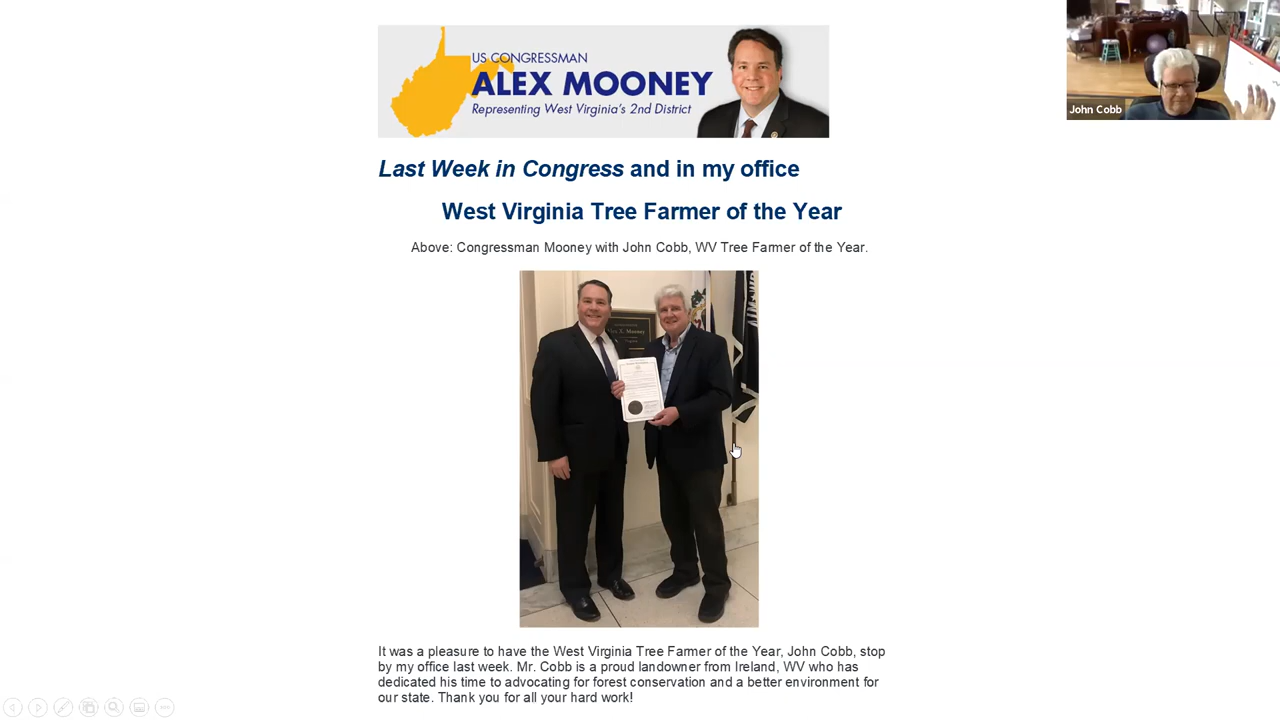 US CONGRESSMAN
ALEX MOONEY
Representing West Virginia's 2nd District
John Cobb
Last Week in Congress and in my office
West Virginia Tree Farmer of the Year
Above: Congressman Mooney with John Cobb, WV Tree Farmer of the Year.
It was a pleasure to have the West Virginia Tree Farmer of the Year, John Cobb, stop
by my office last week. Mr. Cobb is a proud landowner from Ireland, WV who has
dedicated his time to advocating for forest conservation and a better environment for
our state. Thank you for all your hard work!